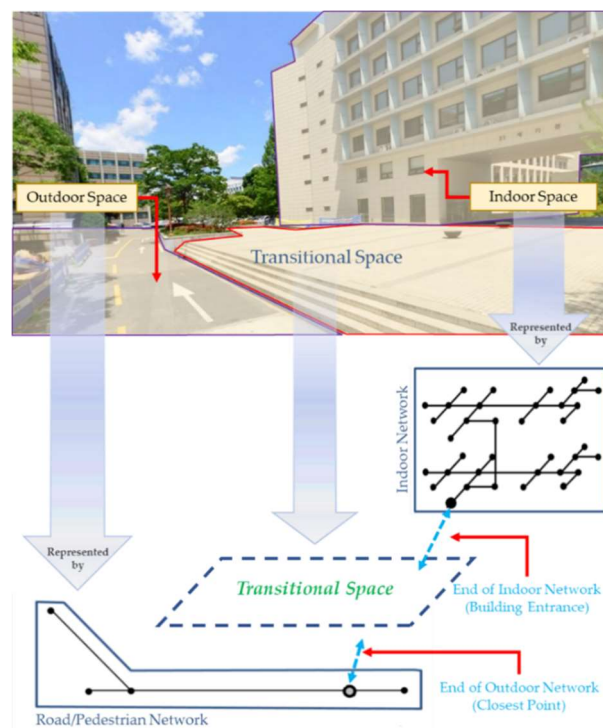 Outdoor Space
Indoor Space
Transitional Space
Represented
by
Indoor Network
Represented
by
Transitional Space
End of Indoor Network
(Building Entrance)
End of Outdoor Network
(Closest Point)
Road/Pedestrian Network